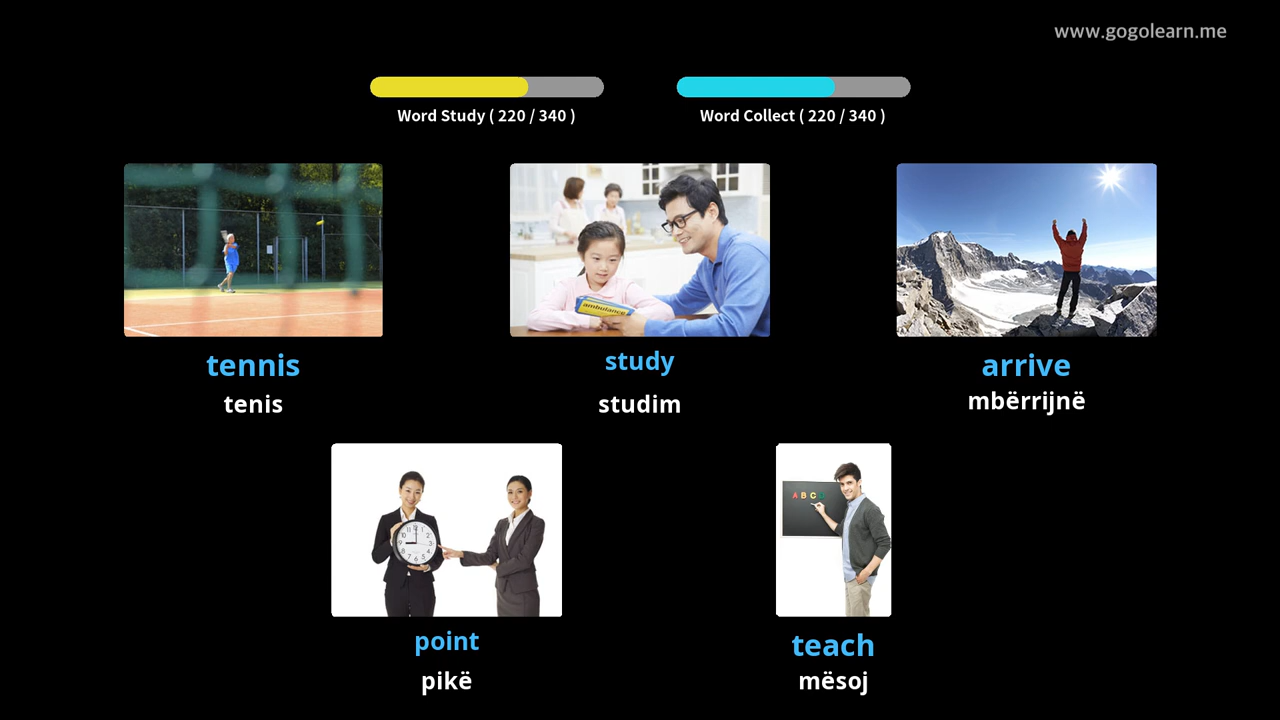 www.gogolearn.me
Word Study ( 220 / 340 )
Word Collect ( 220 / 340 )
ambulance
tennis
study
arrive
tenis
studim
mbërrijnë
A B C D
point
teach
pikë
mësoj